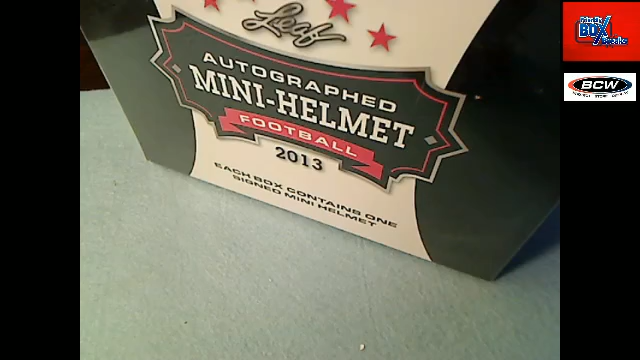 Leaf
AUTOGRAPHED
MINI-HELMET
FOOTBALL
2013
EACH BOX CONTAINS ONE
SIGNED MINI HELMET
BOX
BCW